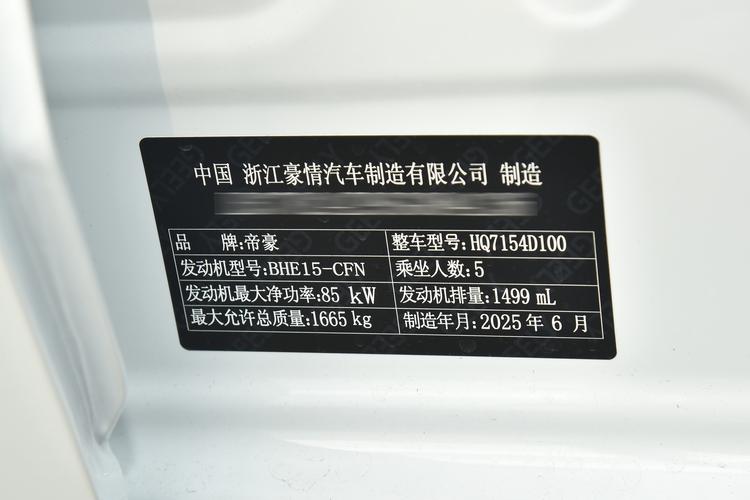 中国 浙江豪情汽车制造有限公司 制造
品 牌:帝豪 整车型号:HQ7154D100
发动机型号:BHE15-CFN 乘坐人数:5
发动机最大净功率:85 kW 发动机排量:1499 mL
最大允许总质量:1665 kg 制造年月:2025 年 6 月